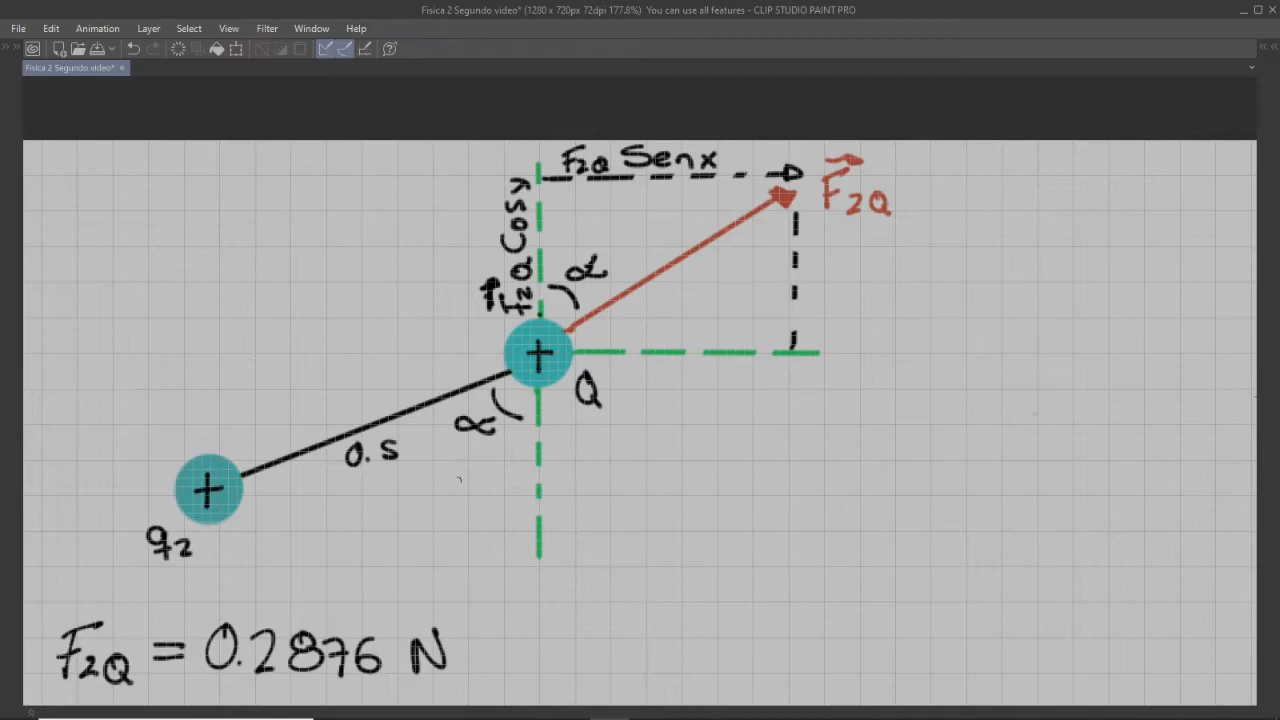 Fisica 2 Segundo video* (1280 x 720px 72dpi 177.8%) You can use all features - CLIP STUDIO PAINT PRO
File Edit Animation Layer Select View Filter Window Help
Fisica 2 Segundo video*
F2Q Senx
F2Q
F2Q Cosy
α
Q
α
0.5
q2
F2Q = 0.2876 N